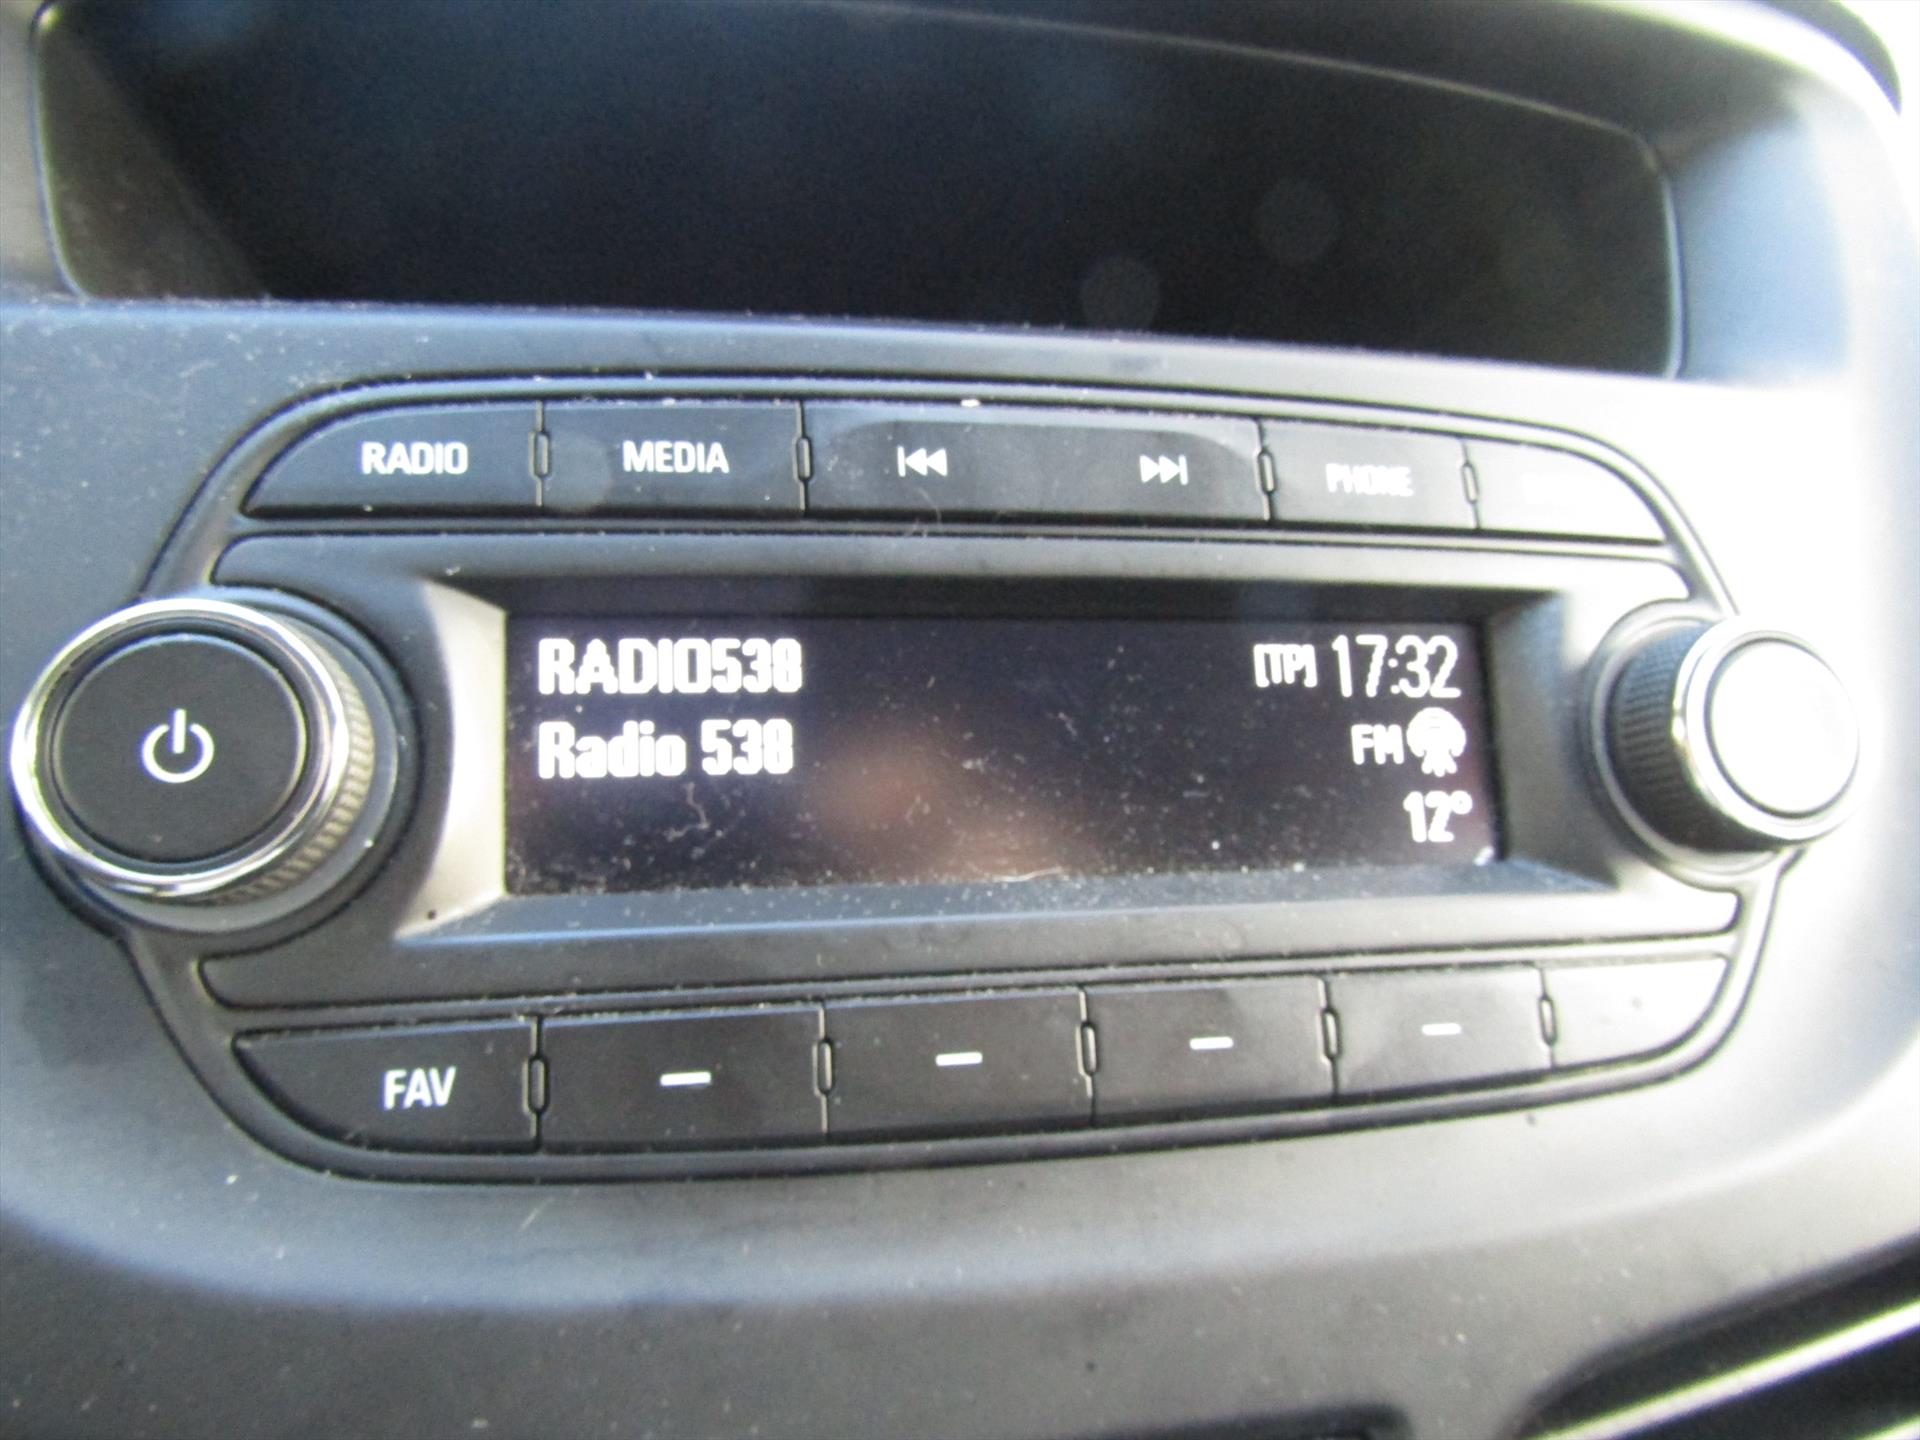 RADIO MEDIA PHONE
RADIO538 [TP] 17:32
Radio 538 FM
12°
FAV